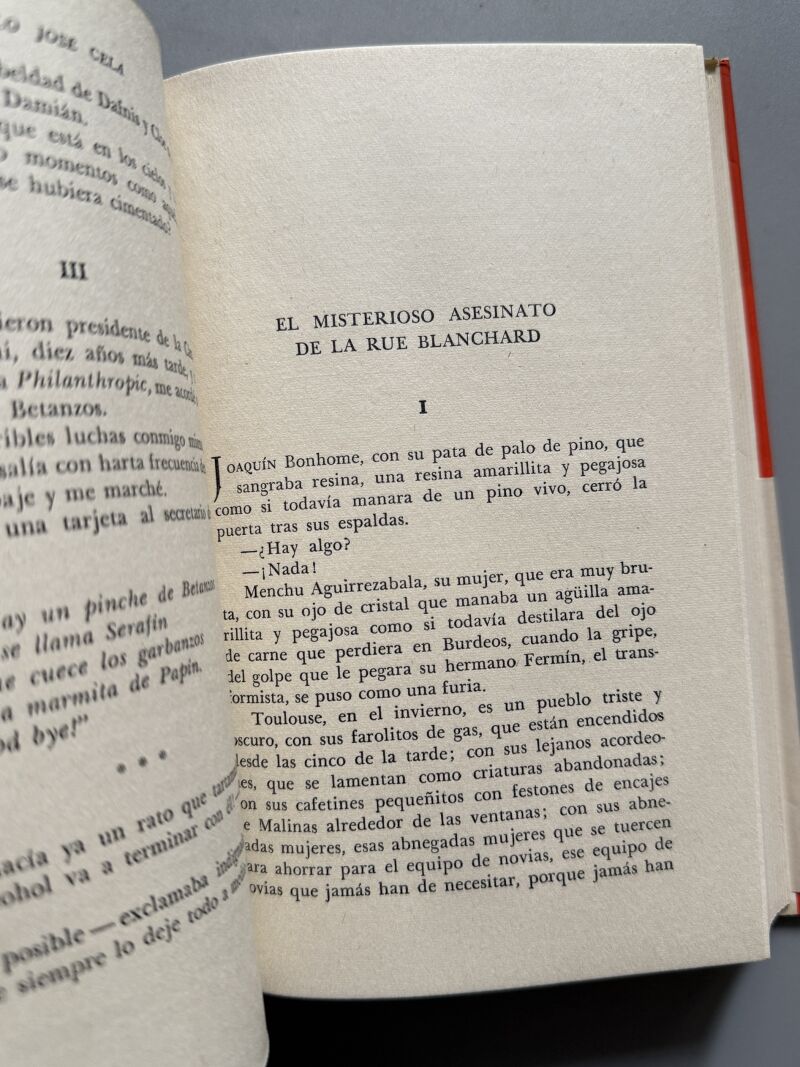 LO JOSE CELA
beldad de Dafnis y Cloe
Damián.
que está en los cielos
momentos como aque
se hubiera cimentado?
III
ieron presidente de la Ga
diez años más tarde, y
a Philanthropic, me acorda
Betanzos.
ribles luchas conmigo mism
salía con harta frecuencia de
aje y me marché.
una tarjeta al secretario
ay un pinche de Betanzos
se llama Serafín
e cuece los garbanzos
a marmita de Papín.
od bye!"
* * *
acía ya un rato que
ohol va a terminar con
posible — exclamaba
siempre lo deje todo a
EL MISTERIOSO ASESINATO
DE LA RUE BLANCHARD
I
JOAQUÍN Bonhome, con su pata de palo de pino, que
sangraba resina, una resina amarillita y pegajosa
como si todavía manara de un pino vivo, cerró la
puerta tras sus espaldas.
—¿Hay algo?
—¡Nada!
Menchu Aguirrezabala, su mujer, que era muy bru-
ta, con su ojo de cristal que manaba un agüilla ama-
rillita y pegajosa como si todavía destilara del ojo
de carne que perdiera en Burdeos, cuando la gripe,
del golpe que le pegara su hermano Fermín, el trans-
formista, se puso como una furia.
Toulouse, en el invierno, es un pueblo triste y
oscuro, con sus farolitos de gas, que están encendidos
desde las cinco de la tarde; con sus lejanos acordeo-
nes, que se lamentan como criaturas abandonadas;
on sus cafetines pequeñitos con festones de encajes
e Malinas alrededor de las ventanas; con sus abne-
adas mujeres, esas abnegadas mujeres que se tuercen
ara ahorrar para el equipo de novias, ese equipo de
ovias que jamás han de necesitar, porque jamás han